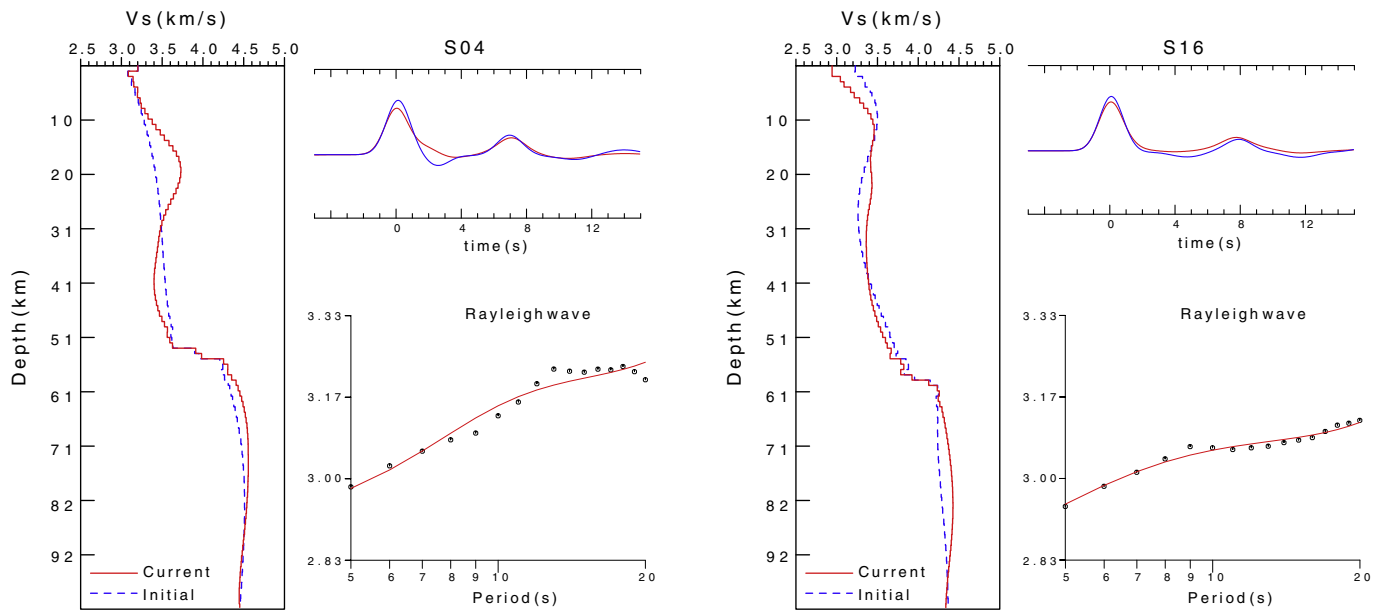 Vs (km/s)
2.5 3.0 3.5 4.0 4.5 5.0
S04
10
20
31
41
51
61
71
82
92
Depth (km)
Current
Initial
0 4 8 12
time (s)
Rayleigh wave
3.33
3.17
3.00
2.83
5 6 7 8 9 10 20
Period (s)
Vs (km/s)
2.5 3.0 3.5 4.0 4.5 5.0
S16
10
20
31
41
51
61
71
82
92
Depth (km)
Current
Initial
0 4 8 12
time (s)
Rayleigh wave
3.33
3.17
3.00
2.83
5 6 7 8 9 10 20
Period (s)